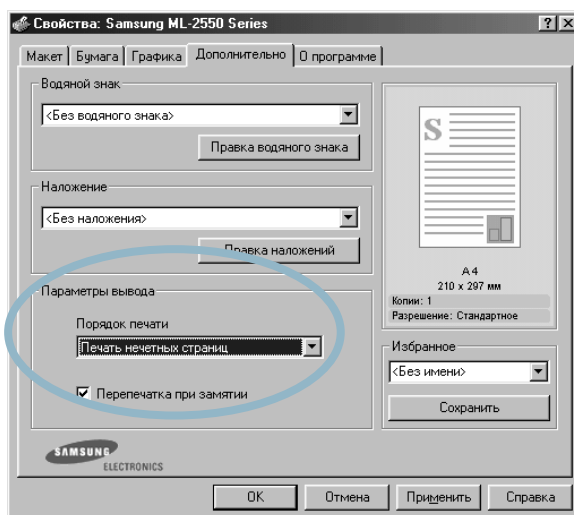 Свойства: Samsung ML-2550 Series
Макет Бумага Графика Дополнительно О программе
Водяной знак
<Без водяного знака>
Правка водяного знака
Наложение
<Без наложения>
Правка наложений
Параметры вывода
Порядок печати
Печать нечетных страниц
Перепечатка при замятии
SAMSUNG
ELECTRONICS
S
A4
210 x 297 мм
Копии: 1
Разрешение: Стандартное
Избранное
<Без имени>
Сохранить
OK Отмена Применить Справка